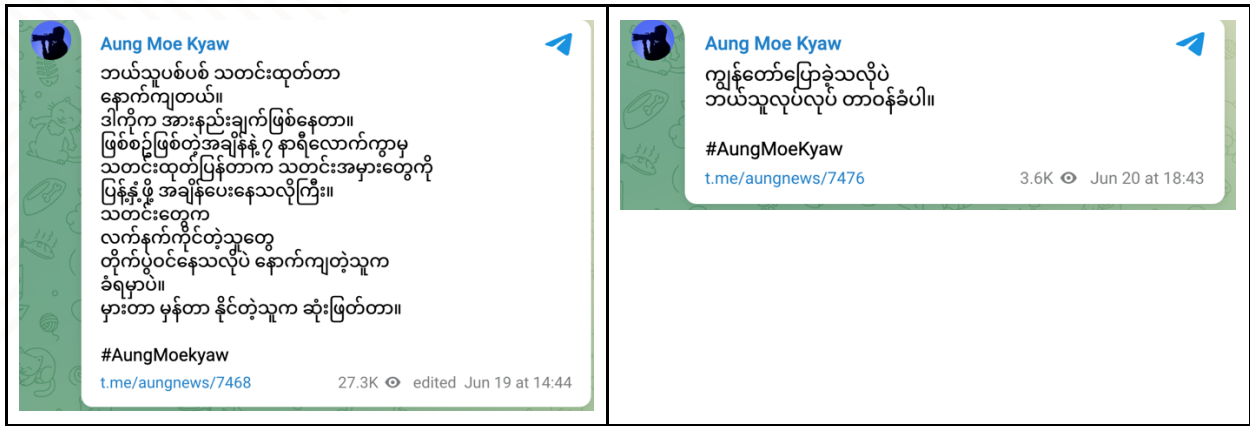 Aung Moe Kyaw
ဘယ်သူပစ်ပစ် သတင်းထုတ်တာ
နောက်ကျတယ်။
ဒါကိုက အားနည်းချက်ဖြစ်နေတာ။
ဖြစ်စဉ်ဖြစ်တဲ့အချိန်နဲ့ ၇ နာရီလောက်ကွာမှ
သတင်းထုတ်ပြန်တာက သတင်းအမှားတွေကို
ပြန့်နှံ့ဖို့ အချိန်ပေးနေသလိုကြီး။
သတင်းတွေက
လက်နက်ကိုင်တဲ့သူတွေ
တိုက်ပွဲဝင်နေသလိုပဲ နောက်ကျတဲ့သူက
ခံရမှာပဲ။
မှားတာ မှန်တာ နိုင်တဲ့သူက ဆုံးဖြတ်တာ။
#AungMoekyaw
t.me/aungnews/7468 27.3K edited Jun 19 at 14:44
Aung Moe Kyaw
ကျွန်တော်ပြောခဲ့သလိုပဲ
ဘယ်သူလုပ်လုပ် တာဝန်ခံပါ။
#AungMoeKyaw
t.me/aungnews/7476 3.6K Jun 20 at 18:43